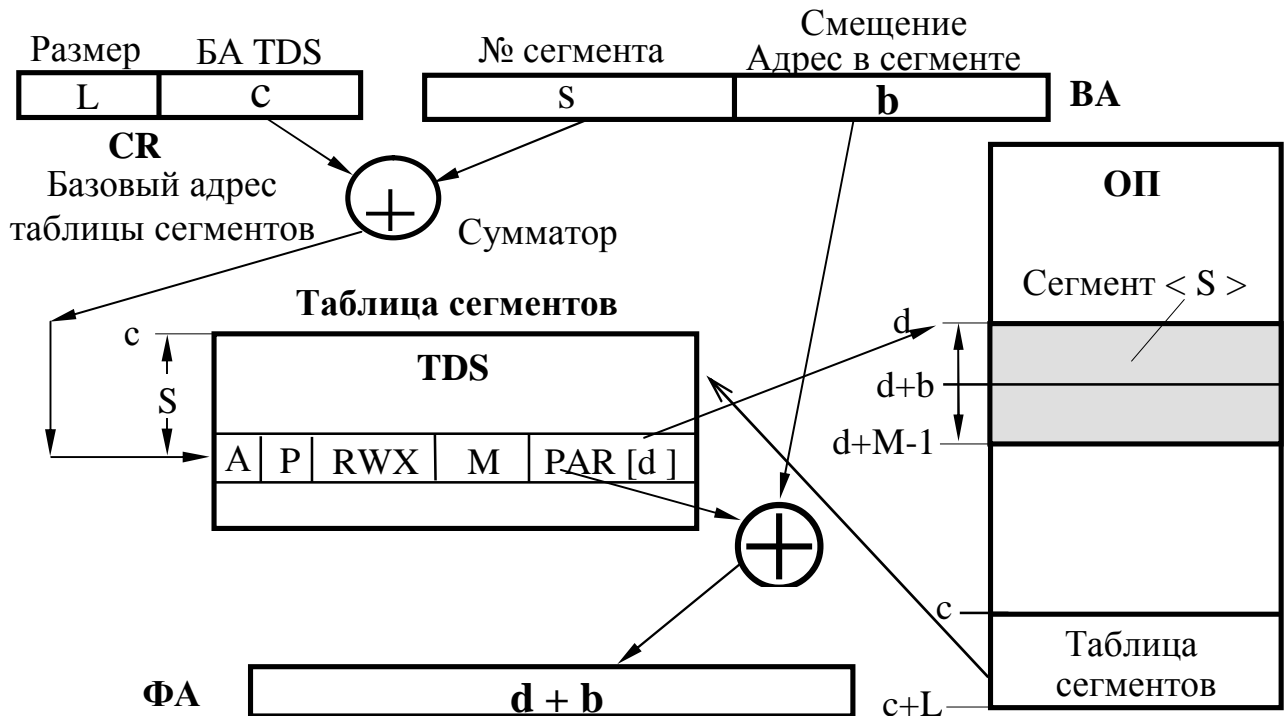 Размер
БА TDS
L
c
CR
Базовый адрес
таблицы сегментов
№ сегмента
Смещение
Адрес в сегменте
S
b
ВА
Сумматор
Таблица сегментов
c
S
TDS
A
P
RWX
M
PAR [d ]
ОП
Сегмент < S >
d
d+b
d+M-1
c
Таблица
сегментов
c+L
ФА
d + b